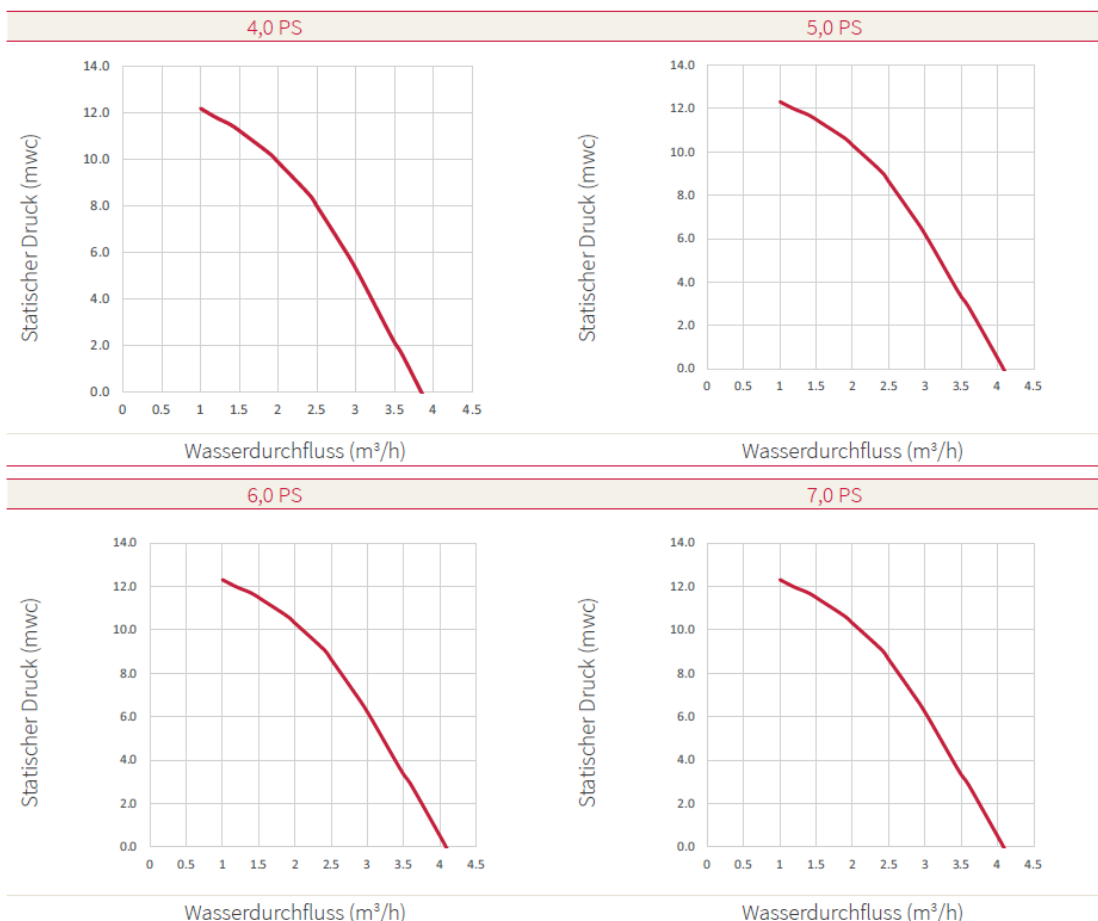 4,0 PS 5,0 PS
Statischer Druck (mwc)
14.0
12.0
10.0
8.0
6.0
4.0
2.0
0.0
0 0.5 1 1.5 2 2.5 3 3.5 4 4.5
Wasserdurchfluss (m³/h)
Statischer Druck (mwc)
14.0
12.0
10.0
8.0
6.0
4.0
2.0
0.0
0 0.5 1 1.5 2 2.5 3 3.5 4 4.5
Wasserdurchfluss (m³/h)
6,0 PS 7,0 PS
Statischer Druck (mwc)
14.0
12.0
10.0
8.0
6.0
4.0
2.0
0.0
0 0.5 1 1.5 2 2.5 3 3.5 4 4.5
Wasserdurchfluss (m³/h)
Statischer Druck (mwc)
14.0
12.0
10.0
8.0
6.0
4.0
2.0
0.0
0 0.5 1 1.5 2 2.5 3 3.5 4 4.5
Wasserdurchfluss (m³/h)